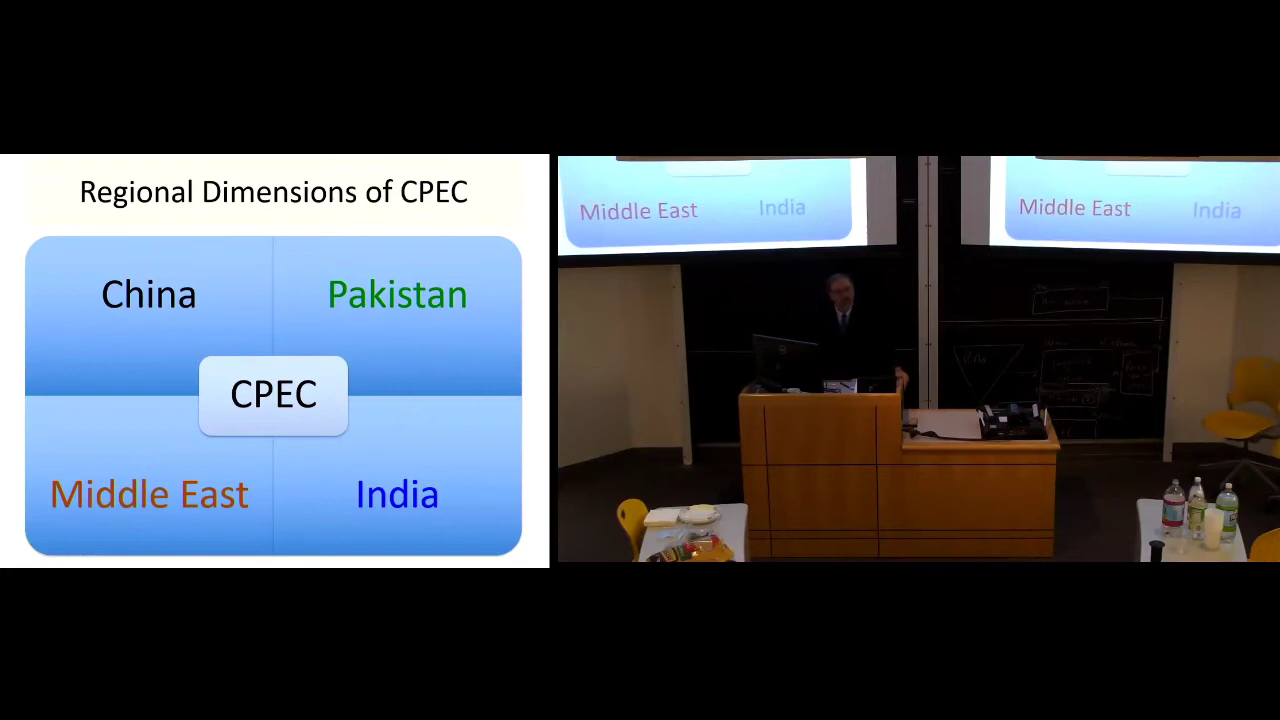 Regional Dimensions of CPEC
China
Pakistan
CPEC
Middle East
India
Middle East
India
Middle East
India